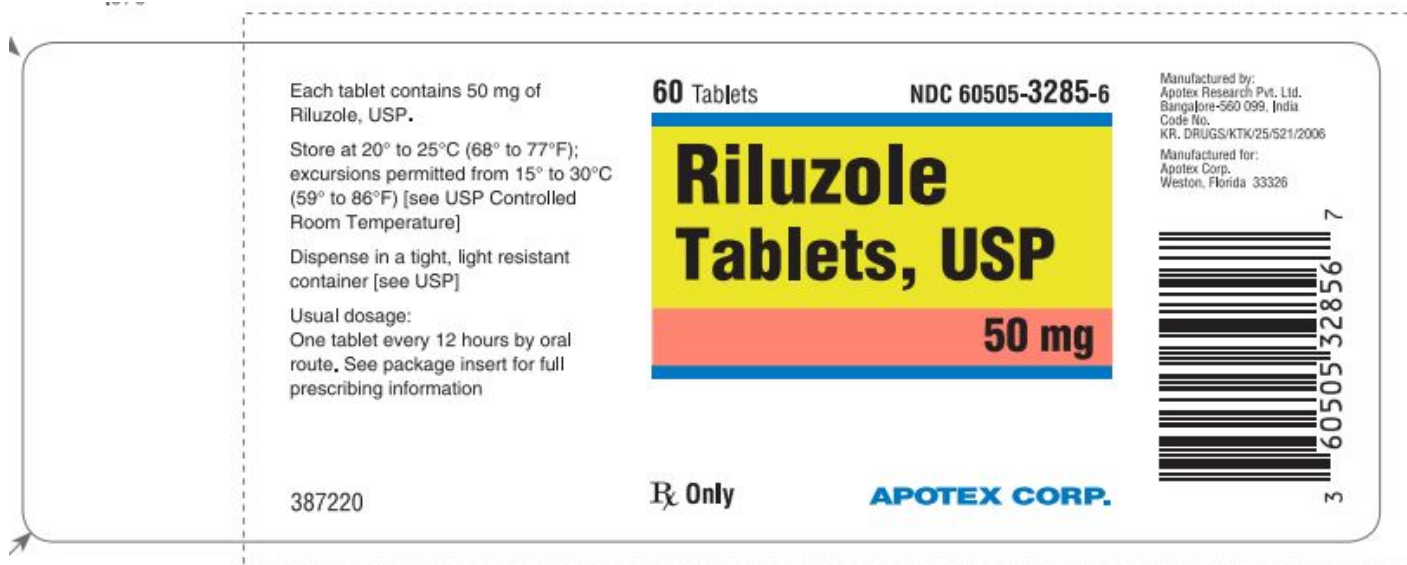 Each tablet contains 50 mg of
Riluzole, USP.
Store at 20° to 25°C (68° to 77°F);
excursions permitted from 15° to 30°C
(59° to 86°F) [see USP Controlled
Room Temperature]
Dispense in a tight, light resistant
container [see USP]
Usual dosage:
One tablet every 12 hours by oral
route. See package insert for full
prescribing information
387220
60 Tablets
NDC 60505-3285-6
Riluzole
Tablets, USP
50 mg
Rx Only
APOTEX CORP.
Manufactured by:
Apotex Research Pvt. Ltd.
Bangalore-560 099, India
Code No.
KR. DRUGS/KTK/25/521/2006
Manufactured for:
Apotex Corp.
Weston, Florida 33326
3 60505 32856 7